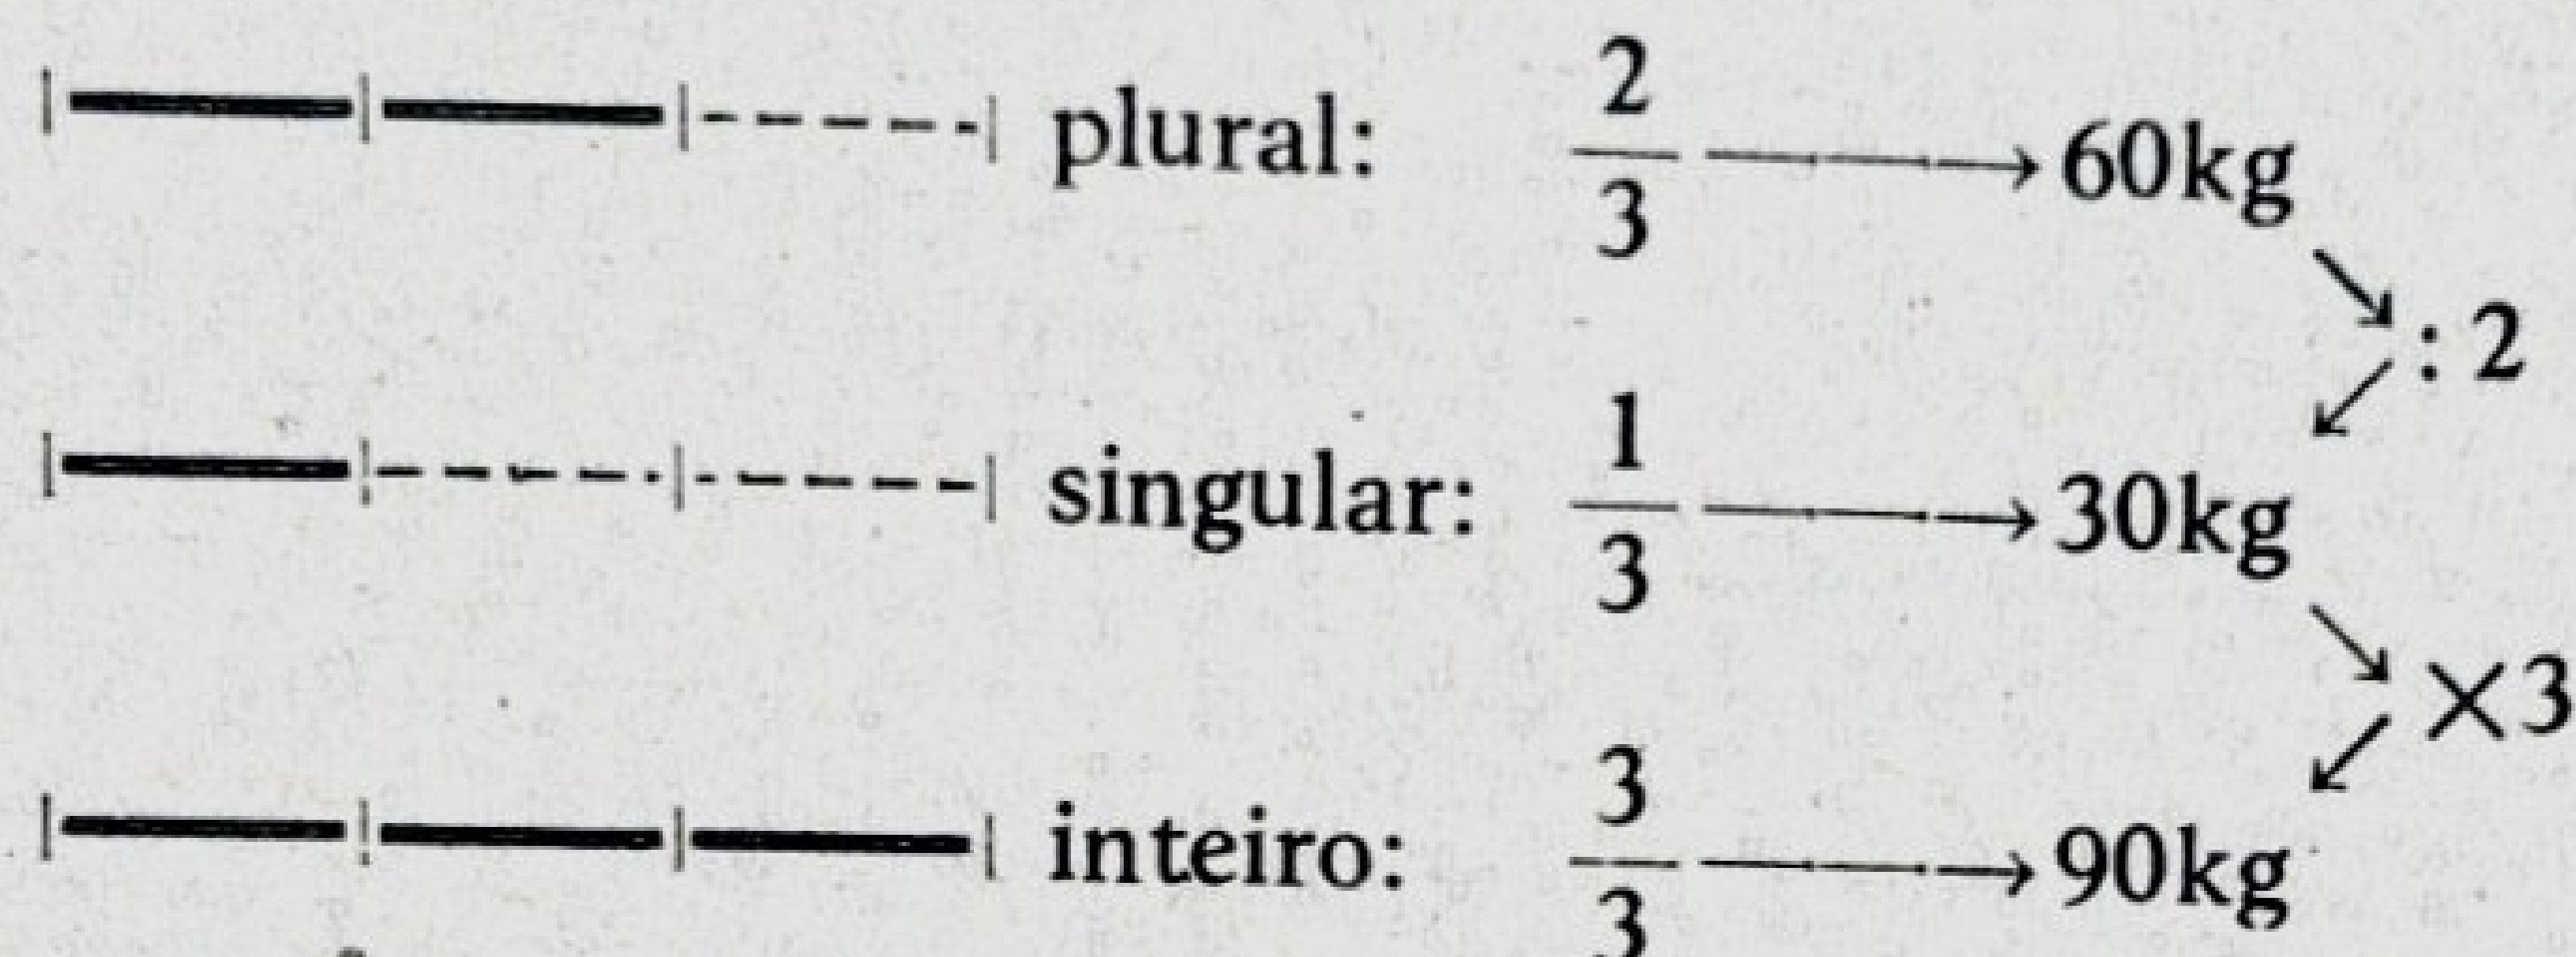 plural: 2/3 → 60kg
: 2
singular: 1/3 → 30kg
×3
inteiro: 3/3 → 90kg